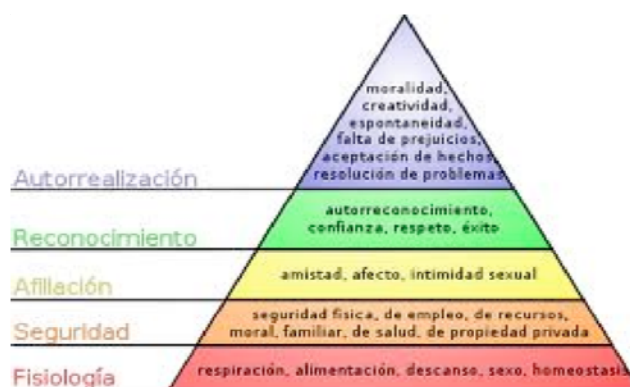 moralidad,
creatividad,
espontaneidad,
falta de prejuicios,
aceptación de hechos,
resolución de problemas
Autorrealización
autorreconocimiento,
confianza, respeto, éxito
Reconocimiento
amistad, afecto, intimidad sexual
Afiliación
seguridad física, de empleo, de recursos,
moral, familiar, de salud, de propiedad privada
Seguridad
respiración, alimentación, descanso, sexo, homeostasis
Fisiología